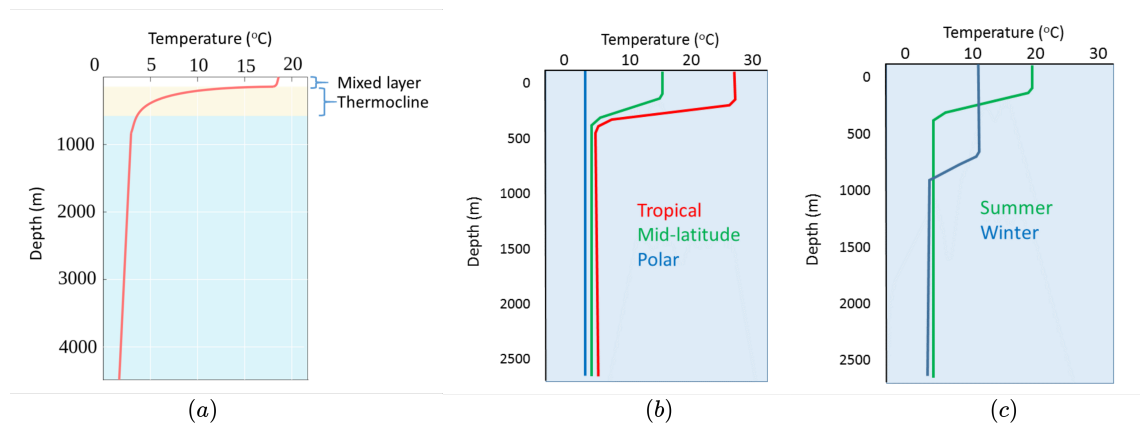 Temperature (°C)
0 5 10 15 20
Mixed layer
Thermocline
1000
2000
3000
4000
Depth (m)
(a)
Temperature (°C)
0 10 20 30
0
500
1000
1500
2000
2500
Depth (m)
Tropical
Mid-latitude
Polar
(b)
Temperature (°C)
0 10 20 30
0
500
1000
1500
2000
2500
Depth (m)
Summer
Winter
(c)